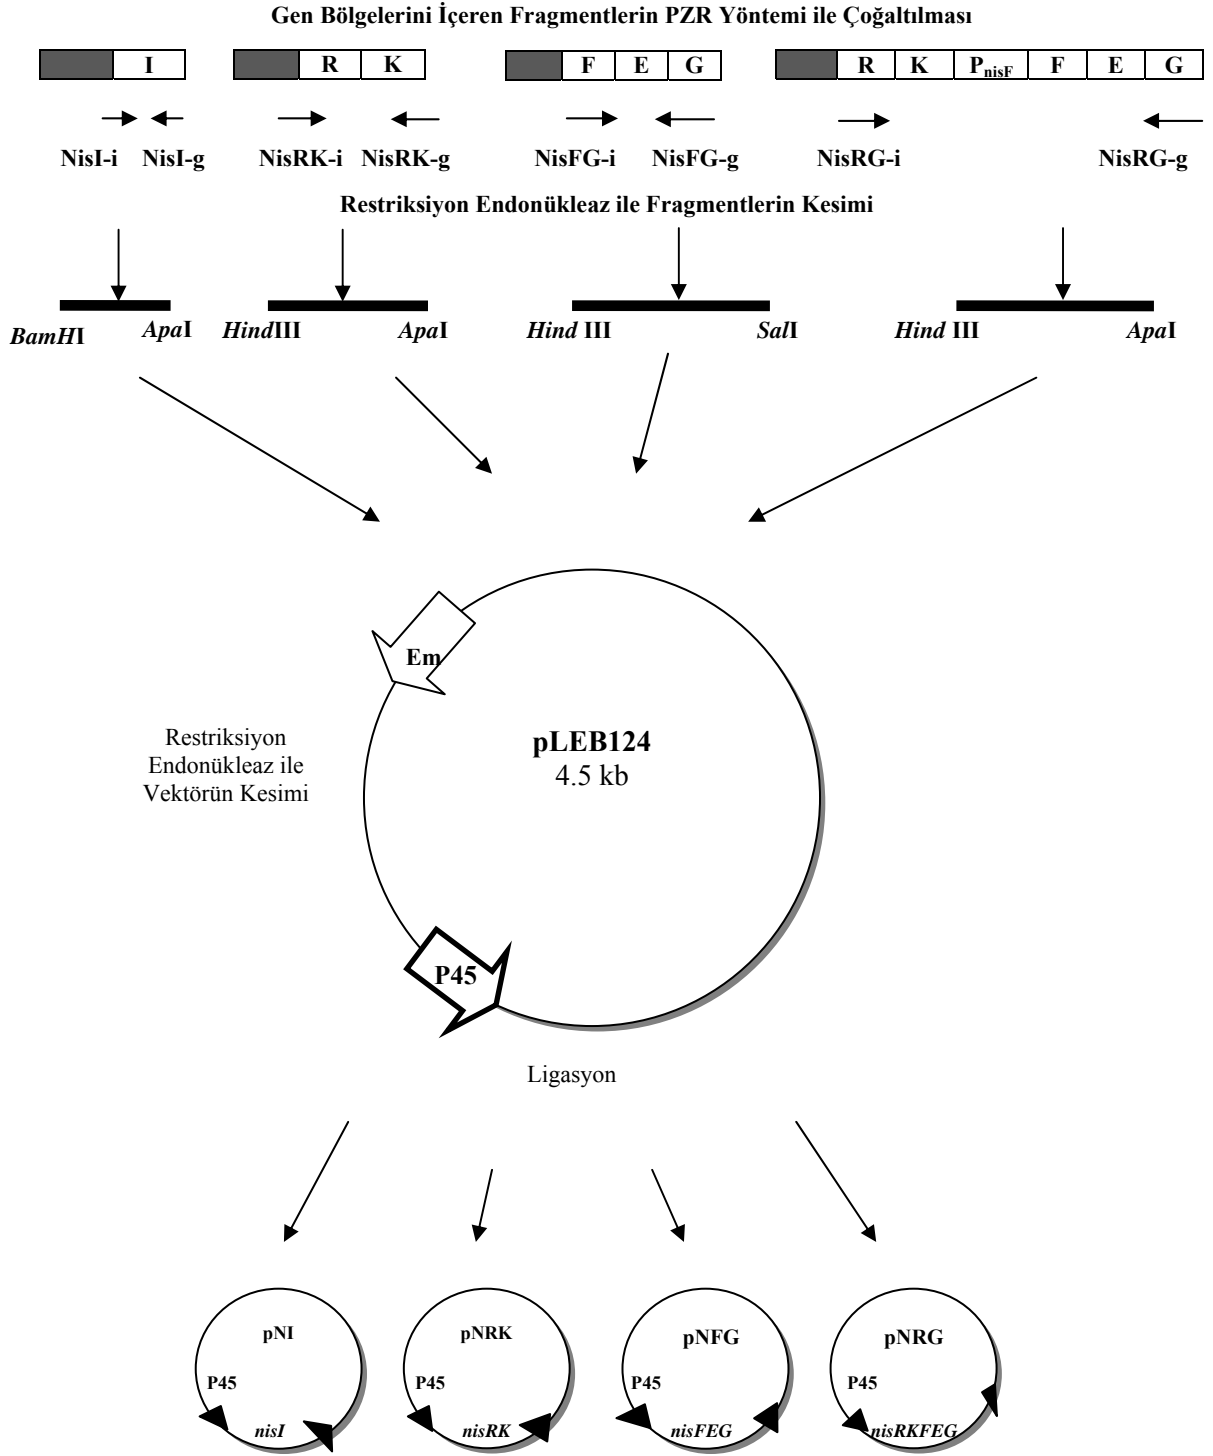 Gen Bölgelerini İçeren Fragmentlerin PZR Yöntemi ile Çoğaltılması
I R K F E G R K PnisF F E G
NisI-i NisI-g NisRK-i NisRK-g NisFG-i NisFG-g NisRG-i NisRG-g
Restriksiyon Endonükleaz ile Fragmentlerin Kesimi
BamHI ApaI HindIII ApaI Hind III SalI Hind III ApaI
Em
pLEB124
4.5 kb
Restriksiyon
Endonükleaz ile
Vektörün Kesimi
P45
Ligasyon
pNI pNRK pNFG pNRG
P45 P45 P45 P45
nisI nisRK nisFEG nisRKFEG